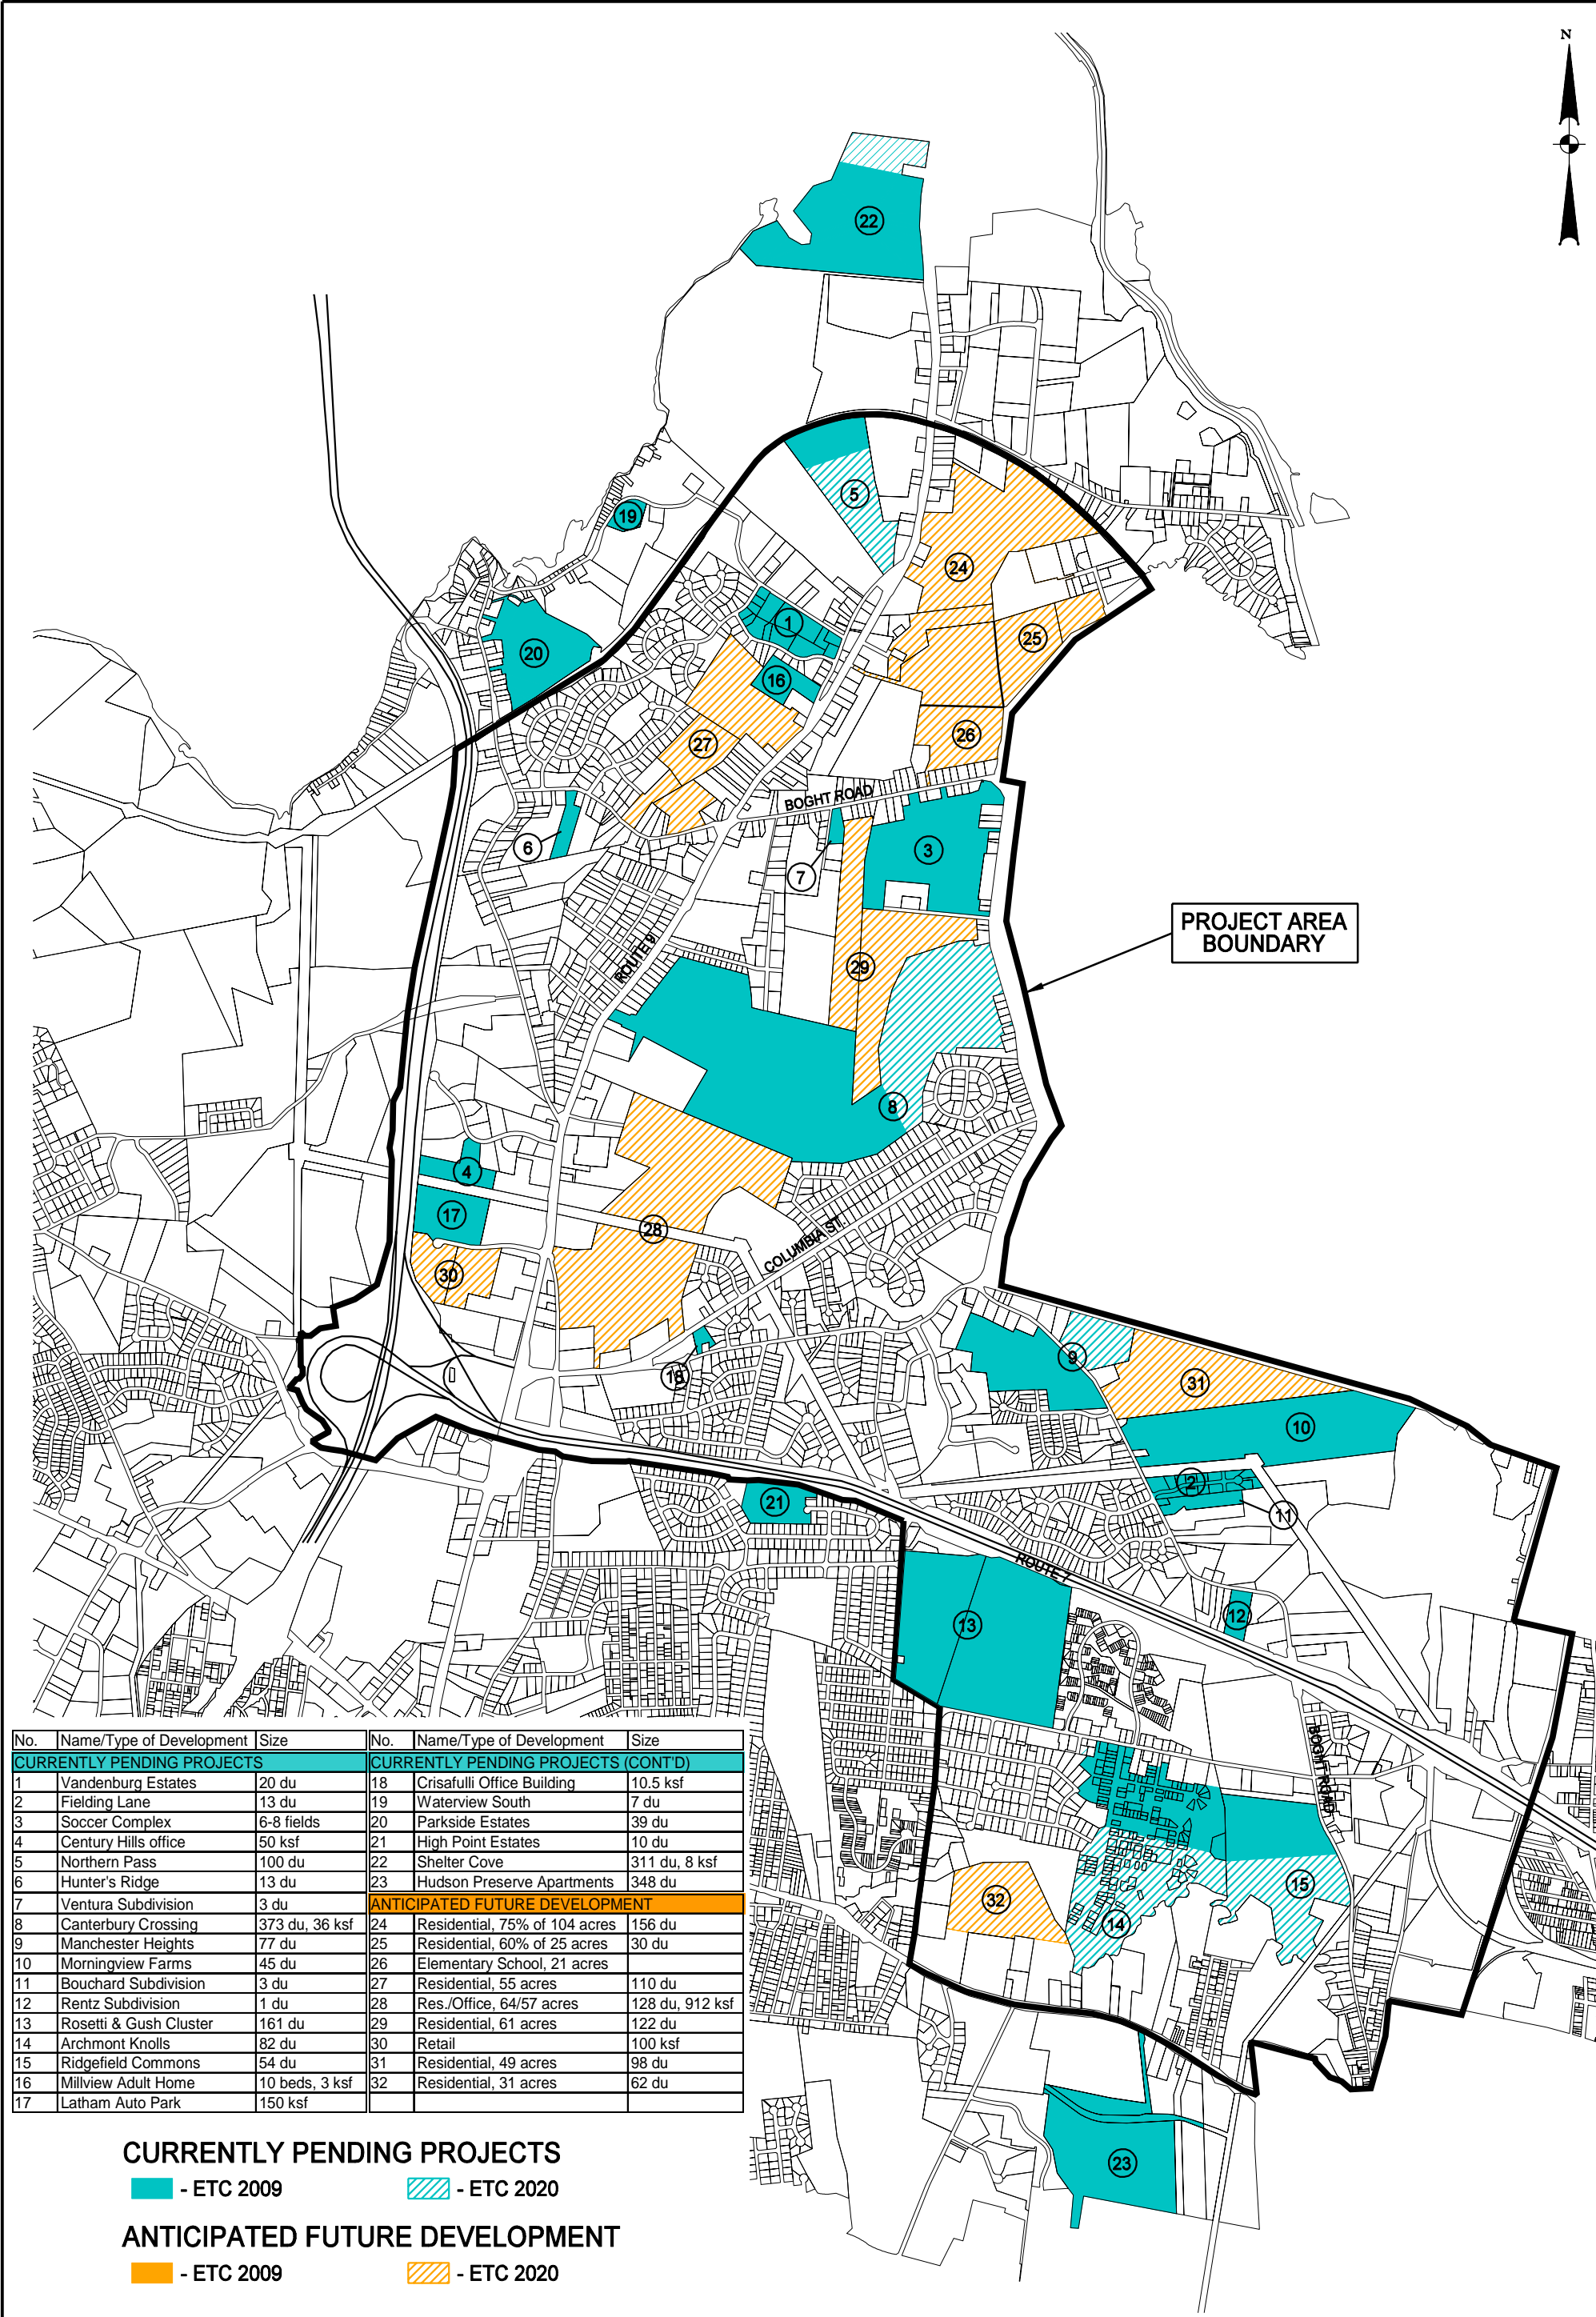 N
22
5
19
24
1
25
20
16
26
27
BOGHT ROAD
6
3
7
PROJECT AREA
BOUNDARY
ROUTE 9
29
8
4
17
28
COLUMBIA ST.
30
9
18
31
10
2
21
11
ROUTE 7
12
13
BOGHT ROAD
15
32
14
23
No. Name/Type of Development Size No. Name/Type of Development Size
CURRENTLY PENDING PROJECTS CURRENTLY PENDING PROJECTS (CONT'D)
1 Vandenburg Estates 20 du 18 Crisafulli Office Building 10.5 ksf
2 Fielding Lane 13 du 19 Waterview South 7 du
3 Soccer Complex 6-8 fields 20 Parkside Estates 39 du
4 Century Hills office 50 ksf 21 High Point Estates 10 du
5 Northern Pass 100 du 22 Shelter Cove 311 du, 8 ksf
6 Hunter's Ridge 13 du 23 Hudson Preserve Apartments 348 du
7 Ventura Subdivision 3 du ANTICIPATED FUTURE DEVELOPMENT
8 Canterbury Crossing 373 du, 36 ksf 24 Residential, 75% of 104 acres 156 du
9 Manchester Heights 77 du 25 Residential, 60% of 25 acres 30 du
10 Morningview Farms 45 du 26 Elementary School, 21 acres
11 Bouchard Subdivision 3 du 27 Residential, 55 acres 110 du
12 Rentz Subdivision 1 du 28 Res./Office, 64/57 acres 128 du, 912 ksf
13 Rosetti & Gush Cluster 161 du 29 Residential, 61 acres 122 du
14 Archmont Knolls 82 du 30 Retail 100 ksf
15 Ridgefield Commons 54 du 31 Residential, 49 acres 98 du
16 Millview Adult Home 10 beds, 3 ksf 32 Residential, 31 acres 62 du
17 Latham Auto Park 150 ksf
CURRENTLY PENDING PROJECTS
- ETC 2009 - ETC 2020
ANTICIPATED FUTURE DEVELOPMENT
- ETC 2009 - ETC 2020